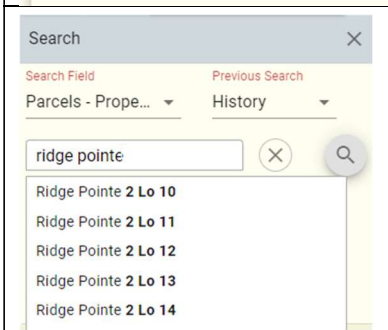 Search
Search Field
Previous Search
Parcels - Prope...
History
ridge pointe
Ridge Pointe 2 Lo 10
Ridge Pointe 2 Lo 11
Ridge Pointe 2 Lo 12
Ridge Pointe 2 Lo 13
Ridge Pointe 2 Lo 14